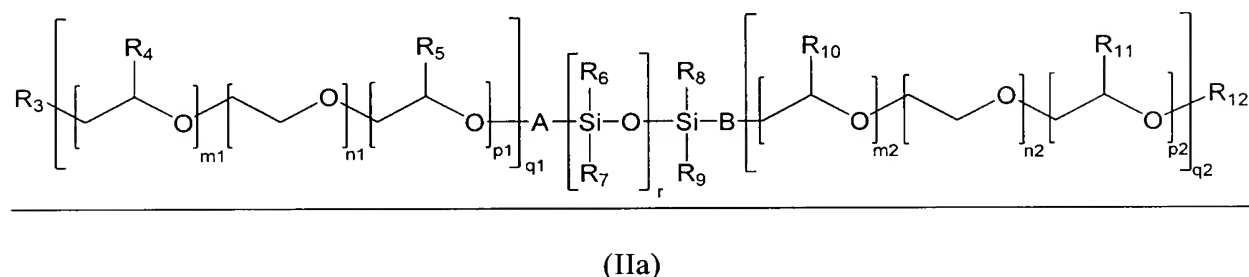 R4 R5 R6 R8 R10 R11
R3 O m1 O n1 O p1 q1 A Si O r Si B O m2 O n2 O p2 q2 R12
R7 R9
(IIa)